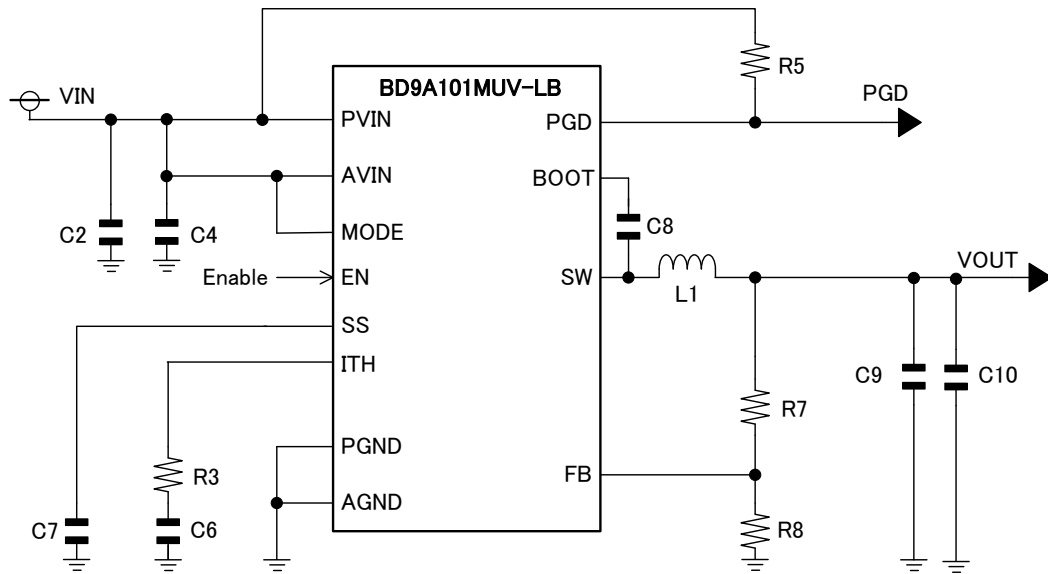 BD9A101MUV-LB
VIN
PVIN
AVIN
MODE
Enable
EN
SS
ITH
PGND
AGND
PGD
BOOT
SW
FB
R5
PGD
C8
L1
VOUT
C2
C4
C9
C10
R7
R8
R3
C7
C6